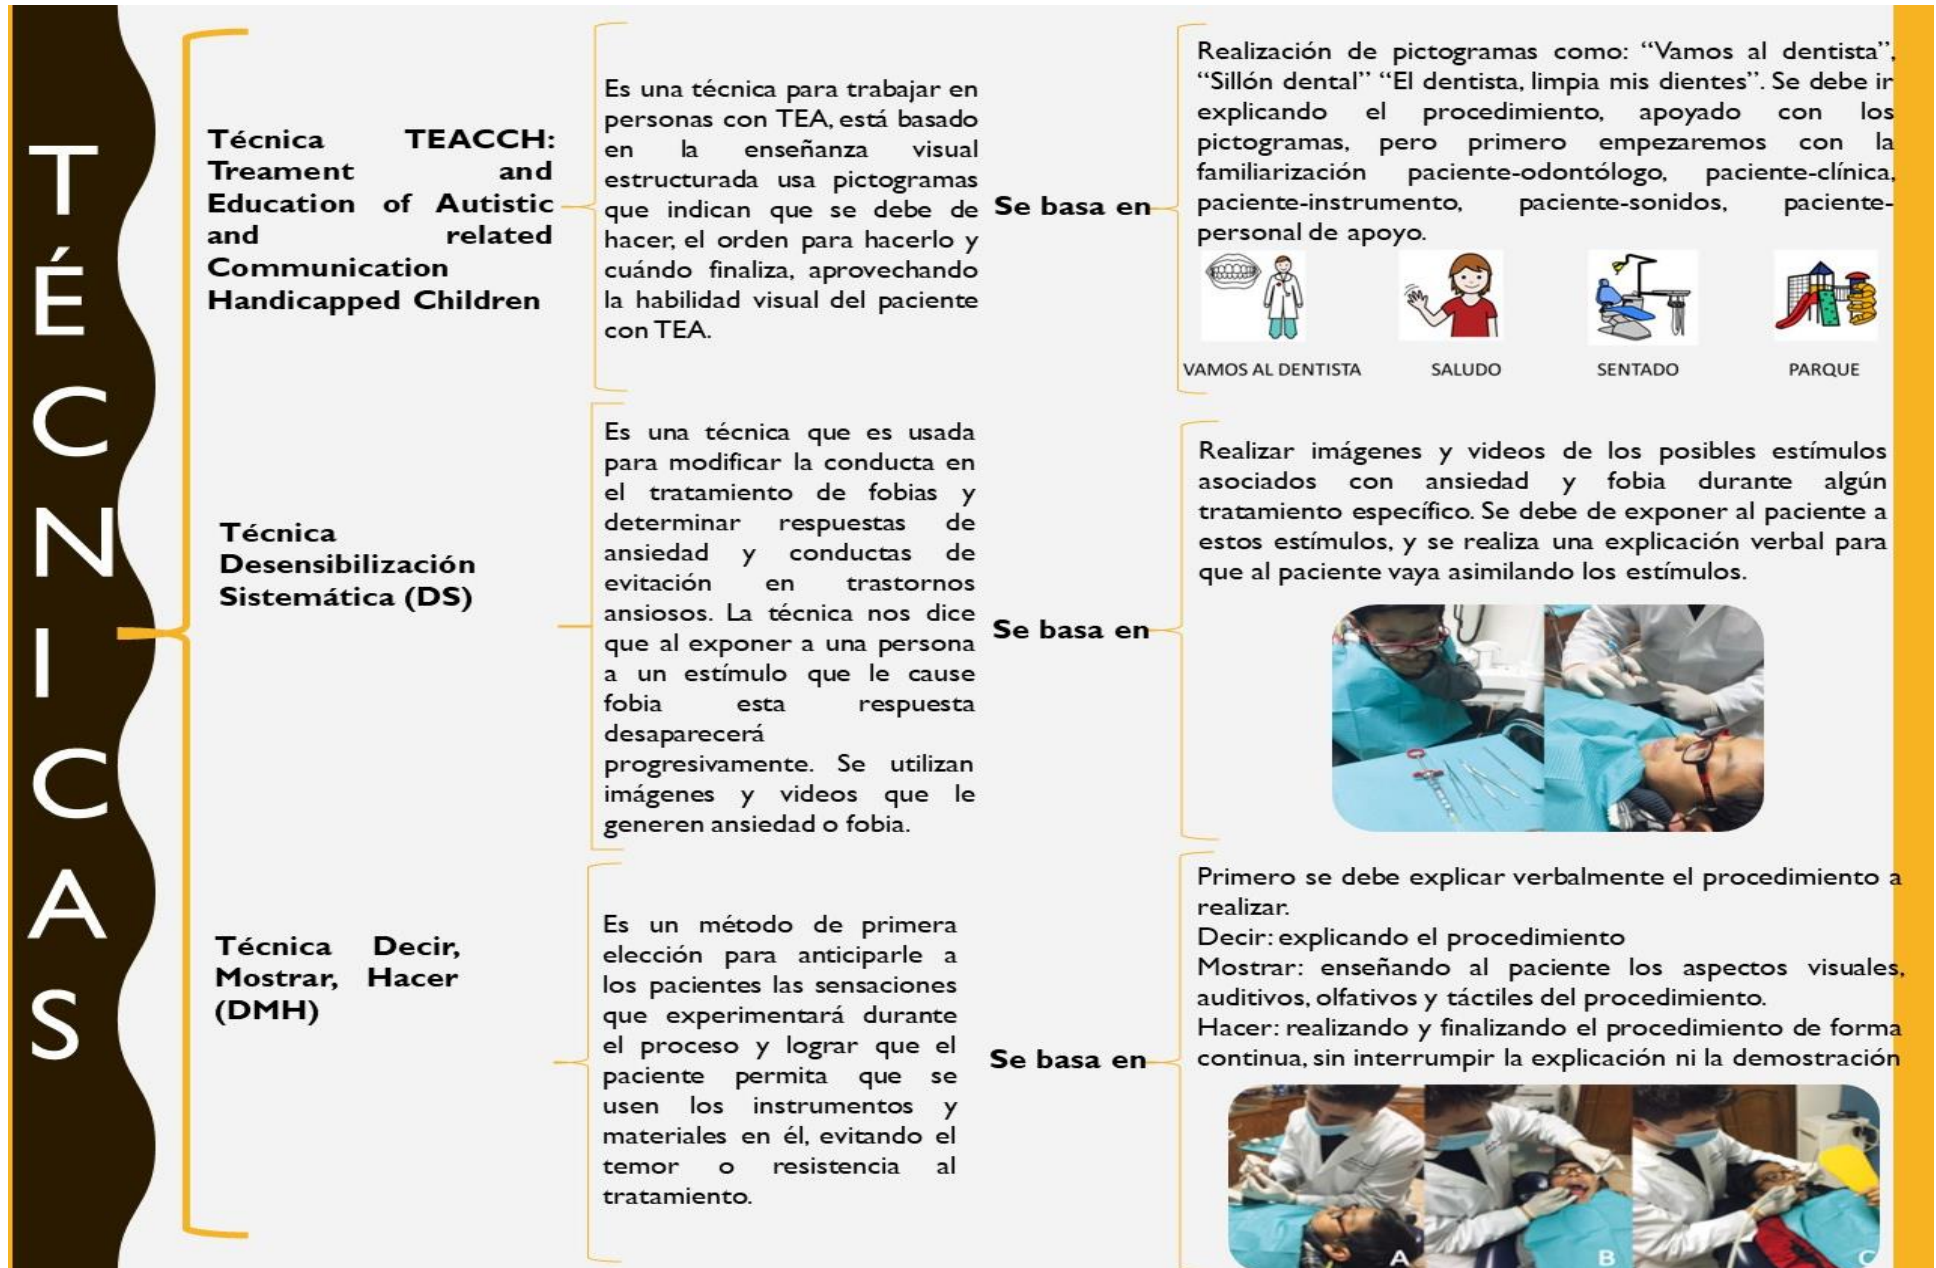 TÉCNICAS
Técnica TEACCH:
Treament and
Education of Autistic
and related
Communication
Handicapped Children
Es una técnica para trabajar en
personas con TEA, está basado
en la enseñanza visual
estructurada usa pictogramas
que indican que se debe de
hacer, el orden para hacerlo y
cuándo finaliza, aprovechando
la habilidad visual del paciente
con TEA.
Se basa en
Realización de pictogramas como: “Vamos al dentista”,
“Sillón dental” “El dentista, limpia mis dientes”. Se debe ir
explicando el procedimiento, apoyado con los
pictogramas, pero primero empezaremos con la
familiarización paciente-odontólogo, paciente-clínica,
paciente-instrumento, paciente-sonidos, paciente-
personal de apoyo.
VAMOS AL DENTISTA SALUDO SENTADO PARQUE
Técnica
Desensibilización
Sistemática (DS)
Es una técnica que es usada
para modificar la conducta en
el tratamiento de fobias y
determinar respuestas de
ansiedad y conductas de
evitación en trastornos
ansiosos. La técnica nos dice
que al exponer a una persona
a un estímulo que le cause
fobia esta respuesta
desaparecerá
progresivamente. Se utilizan
imágenes y videos que le
generen ansiedad o fobia.
Se basa en
Realizar imágenes y videos de los posibles estímulos
asociados con ansiedad y fobia durante algún
tratamiento específico. Se debe de exponer al paciente a
estos estímulos, y se realiza una explicación verbal para
que al paciente vaya asimilando los estímulos.
Técnica Decir,
Mostrar, Hacer
(DMH)
Es un método de primera
elección para anticiparle a
los pacientes las sensaciones
que experimentará durante
el proceso y lograr que el
paciente permita que se
usen los instrumentos y
materiales en él, evitando el
temor o resistencia al
tratamiento.
Se basa en
Primero se debe explicar verbalmente el procedimiento a
realizar.
Decir: explicando el procedimiento
Mostrar: enseñando al paciente los aspectos visuales,
auditivos, olfativos y táctiles del procedimiento.
Hacer: realizando y finalizando el procedimiento de forma
continua, sin interrumpir la explicación ni la demostración
A B C